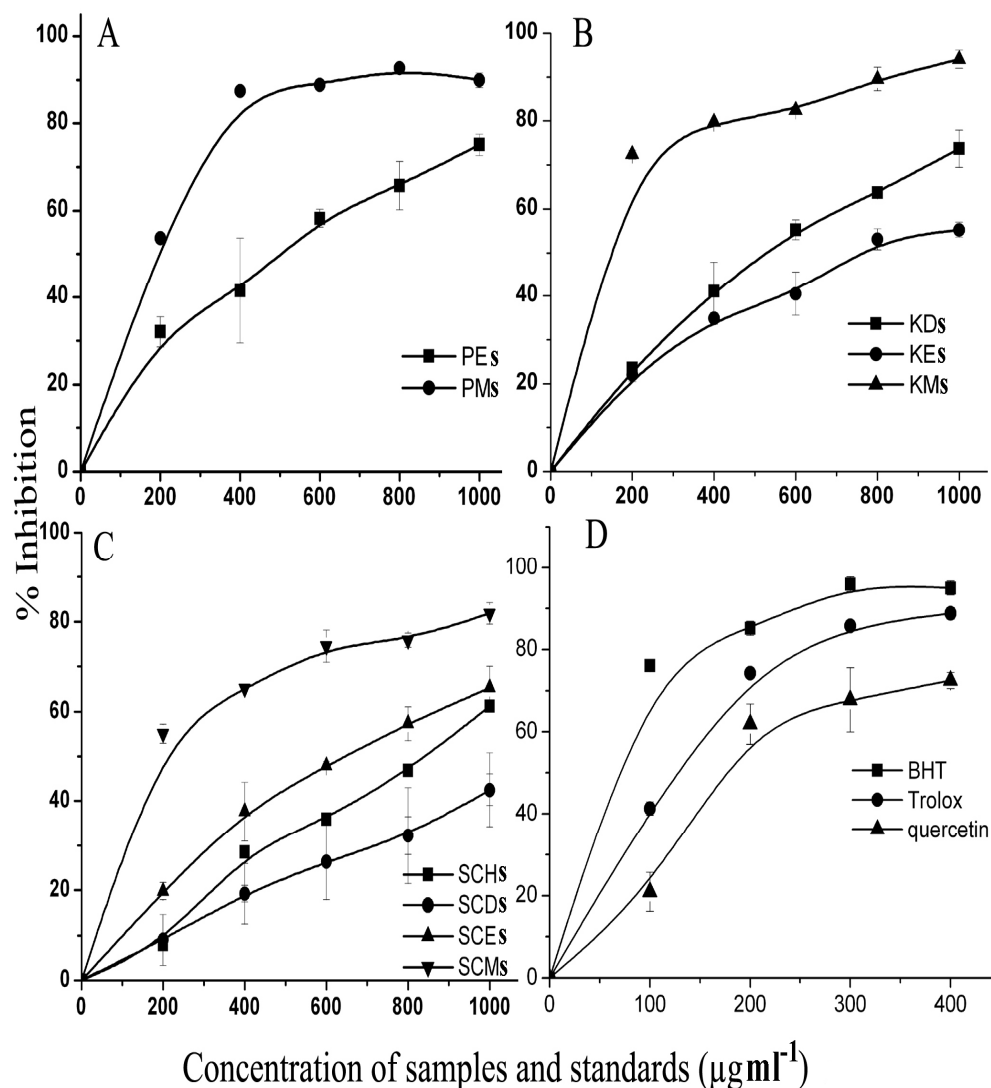 A
100
80
60
40
20
0
PEs
PMs
0 200 400 600 800 1000
B
100
80
60
40
20
0
KDs
KEs
KMs
0 200 400 600 800 1000
% Inhibition
C
100
80
60
40
20
0
SCHs
SCDs
SCEs
SCMs
0 200 400 600 800 1000
D
100
80
60
40
20
0
BHT
Trolox
quercetin
0 100 200 300 400
Concentration of samples and standards (µg ml⁻¹)